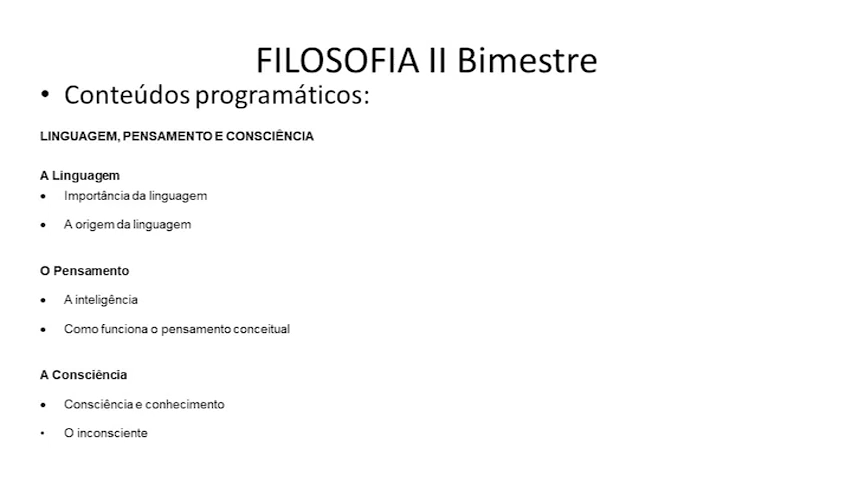 FILOSOFIA II Bimestre
• Conteúdos programáticos:
LINGUAGEM, PENSAMENTO E CONSCIÊNCIA
A Linguagem
• Importância da linguagem
• A origem da linguagem
O Pensamento
• A inteligência
• Como funciona o pensamento conceitual
A Consciência
• Consciência e conhecimento
• O inconsciente